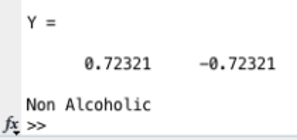 Y =
0.72321 -0.72321
Non Alcoholic
fx >>